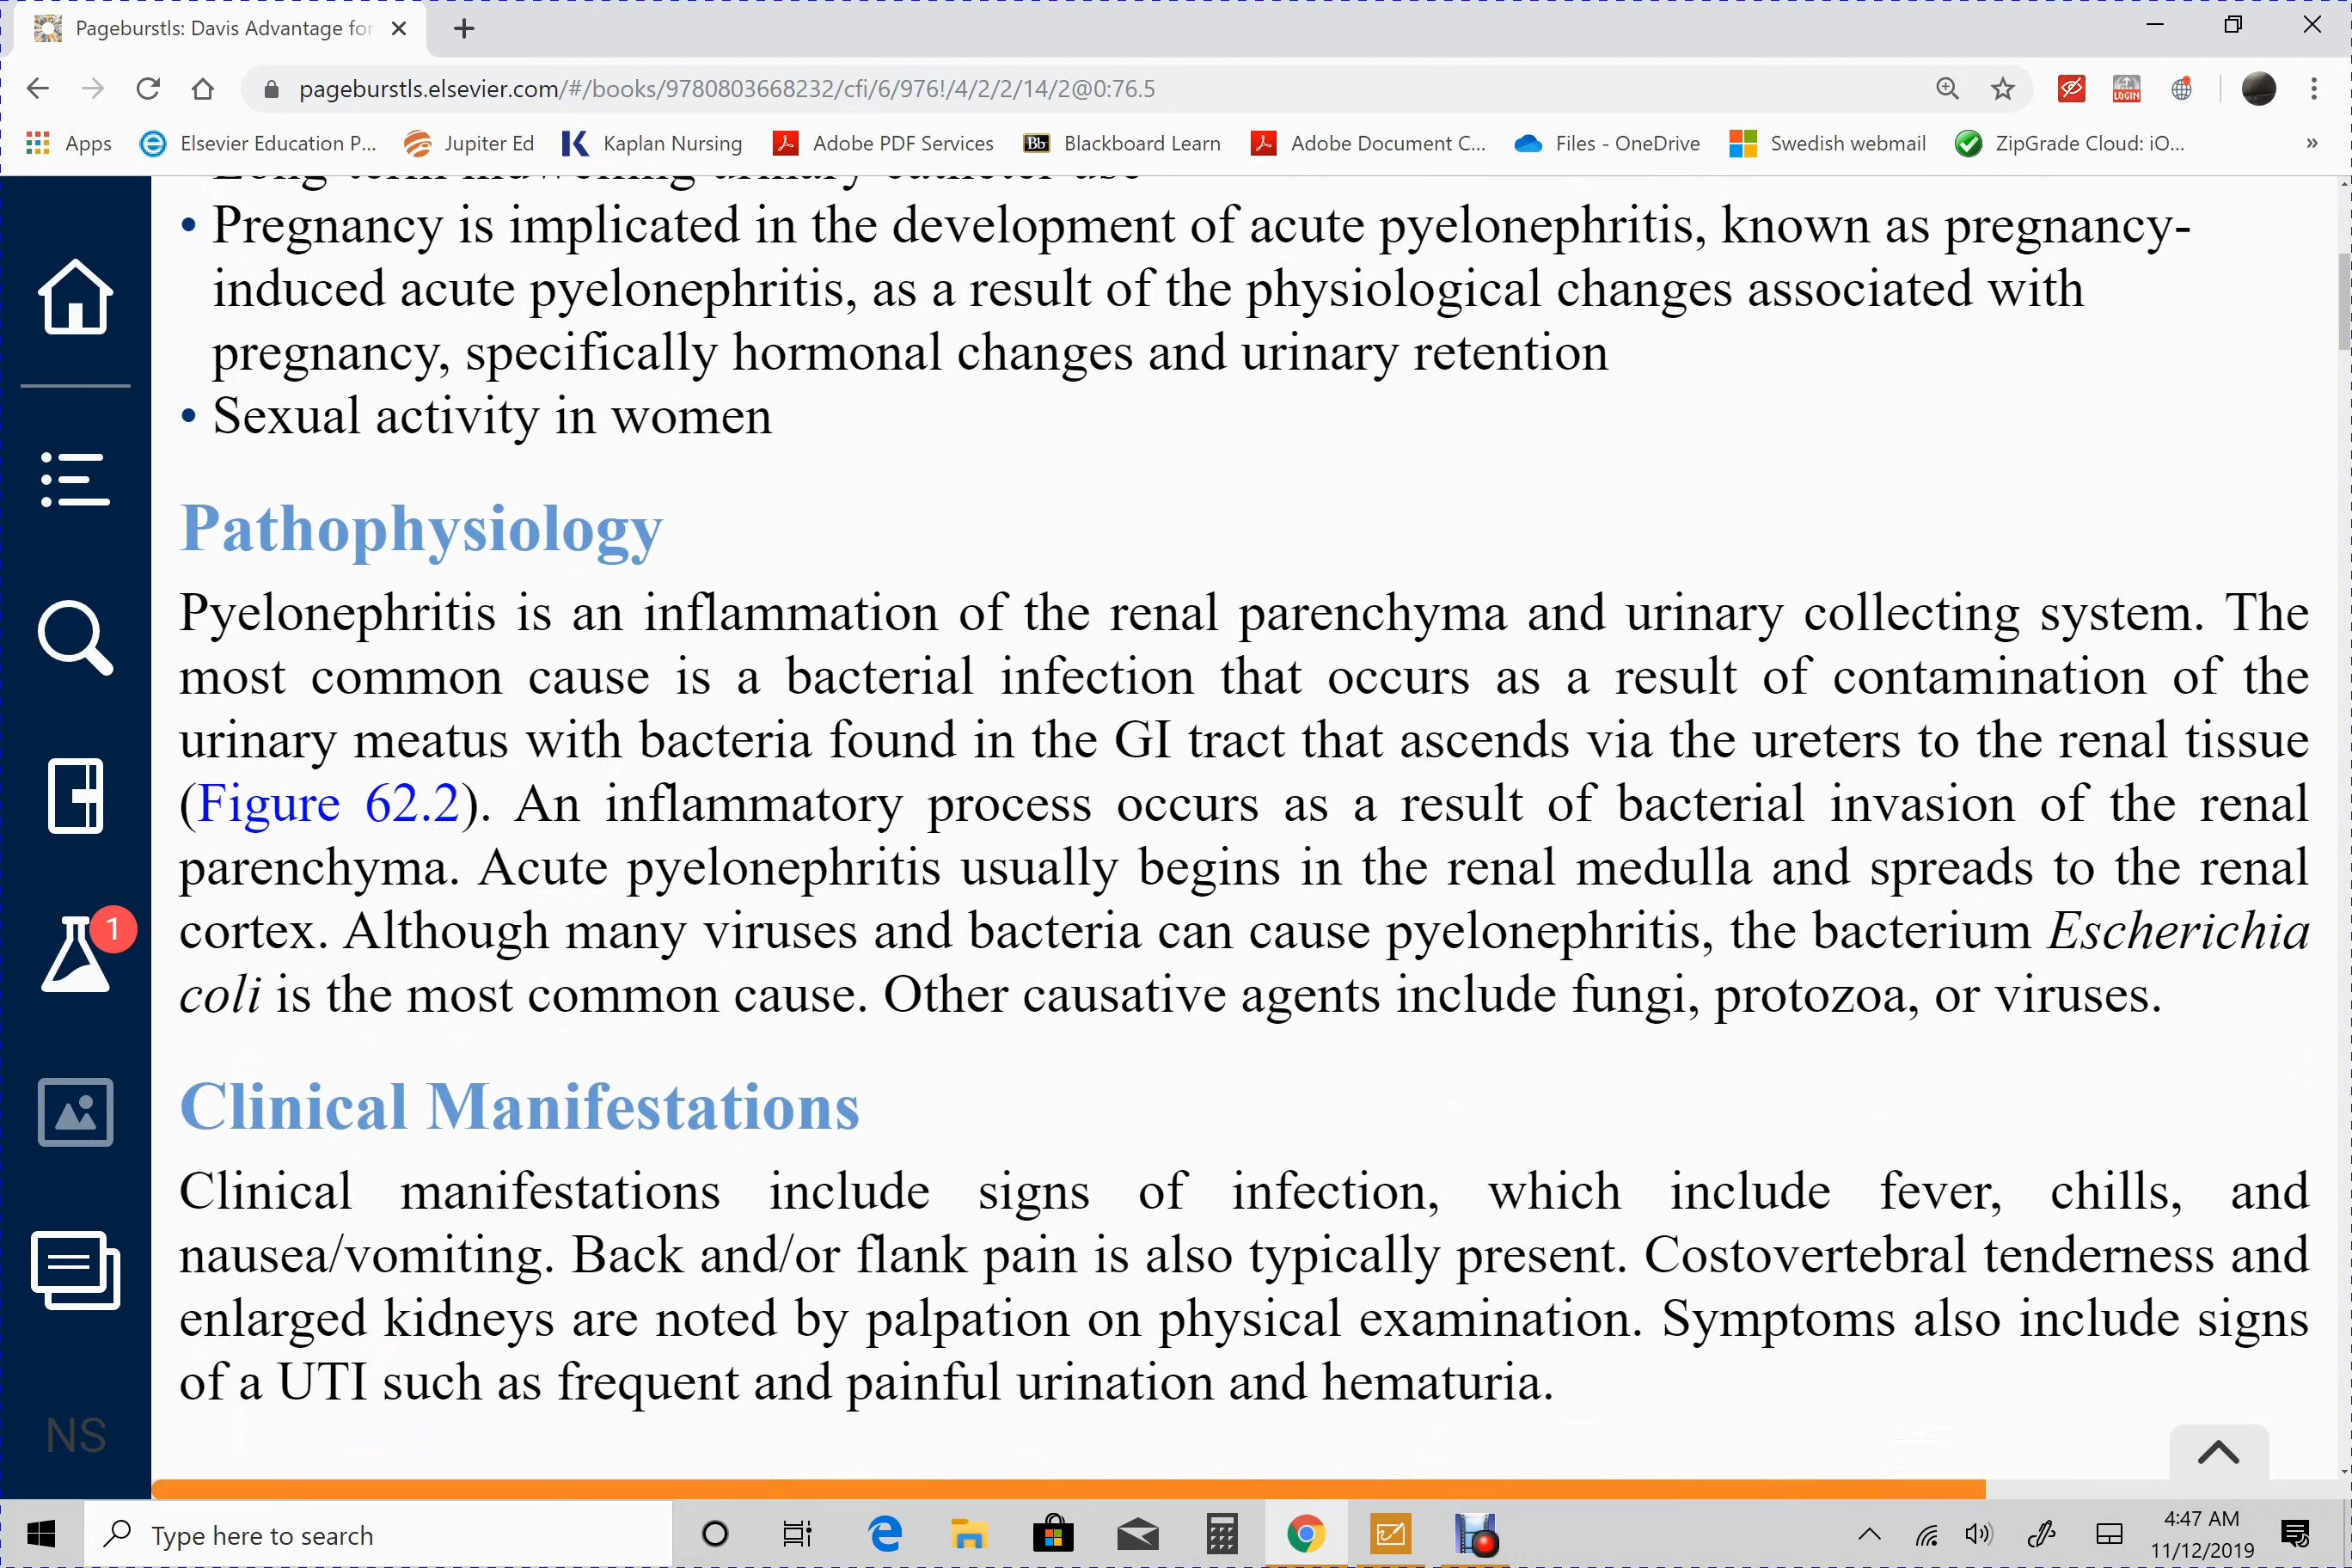 Pageburstls: Davis Advantage for
pageburstls.elsevier.com/#/books/9780803668232/cfi/6/976!/4/2/2/14/2@0:76.5
LOGIN
Apps
Elsevier Education P...
Jupiter Ed
Kaplan Nursing
Adobe PDF Services
Bb
Blackboard Learn
Adobe Document C...
Files - OneDrive
Swedish webmail
ZipGrade Cloud: iO...
»
Long-term indwelling urinary catheter use
• Pregnancy is implicated in the development of acute pyelonephritis, known as pregnancy-
induced acute pyelonephritis, as a result of the physiological changes associated with
pregnancy, specifically hormonal changes and urinary retention
• Sexual activity in women
Pathophysiology
Pyelonephritis is an inflammation of the renal parenchyma and urinary collecting system. The
most common cause is a bacterial infection that occurs as a result of contamination of the
urinary meatus with bacteria found in the GI tract that ascends via the ureters to the renal tissue
(Figure 62.2). An inflammatory process occurs as a result of bacterial invasion of the renal
parenchyma. Acute pyelonephritis usually begins in the renal medulla and spreads to the renal
cortex. Although many viruses and bacteria can cause pyelonephritis, the bacterium Escherichia
coli is the most common cause. Other causative agents include fungi, protozoa, or viruses.
Clinical Manifestations
Clinical manifestations include signs of infection, which include fever, chills, and
nausea/vomiting. Back and/or flank pain is also typically present. Costovertebral tenderness and
enlarged kidneys are noted by palpation on physical examination. Symptoms also include signs
of a UTI such as frequent and painful urination and hematuria.
1
NS
Type here to search
4:47 AM
11/12/2019